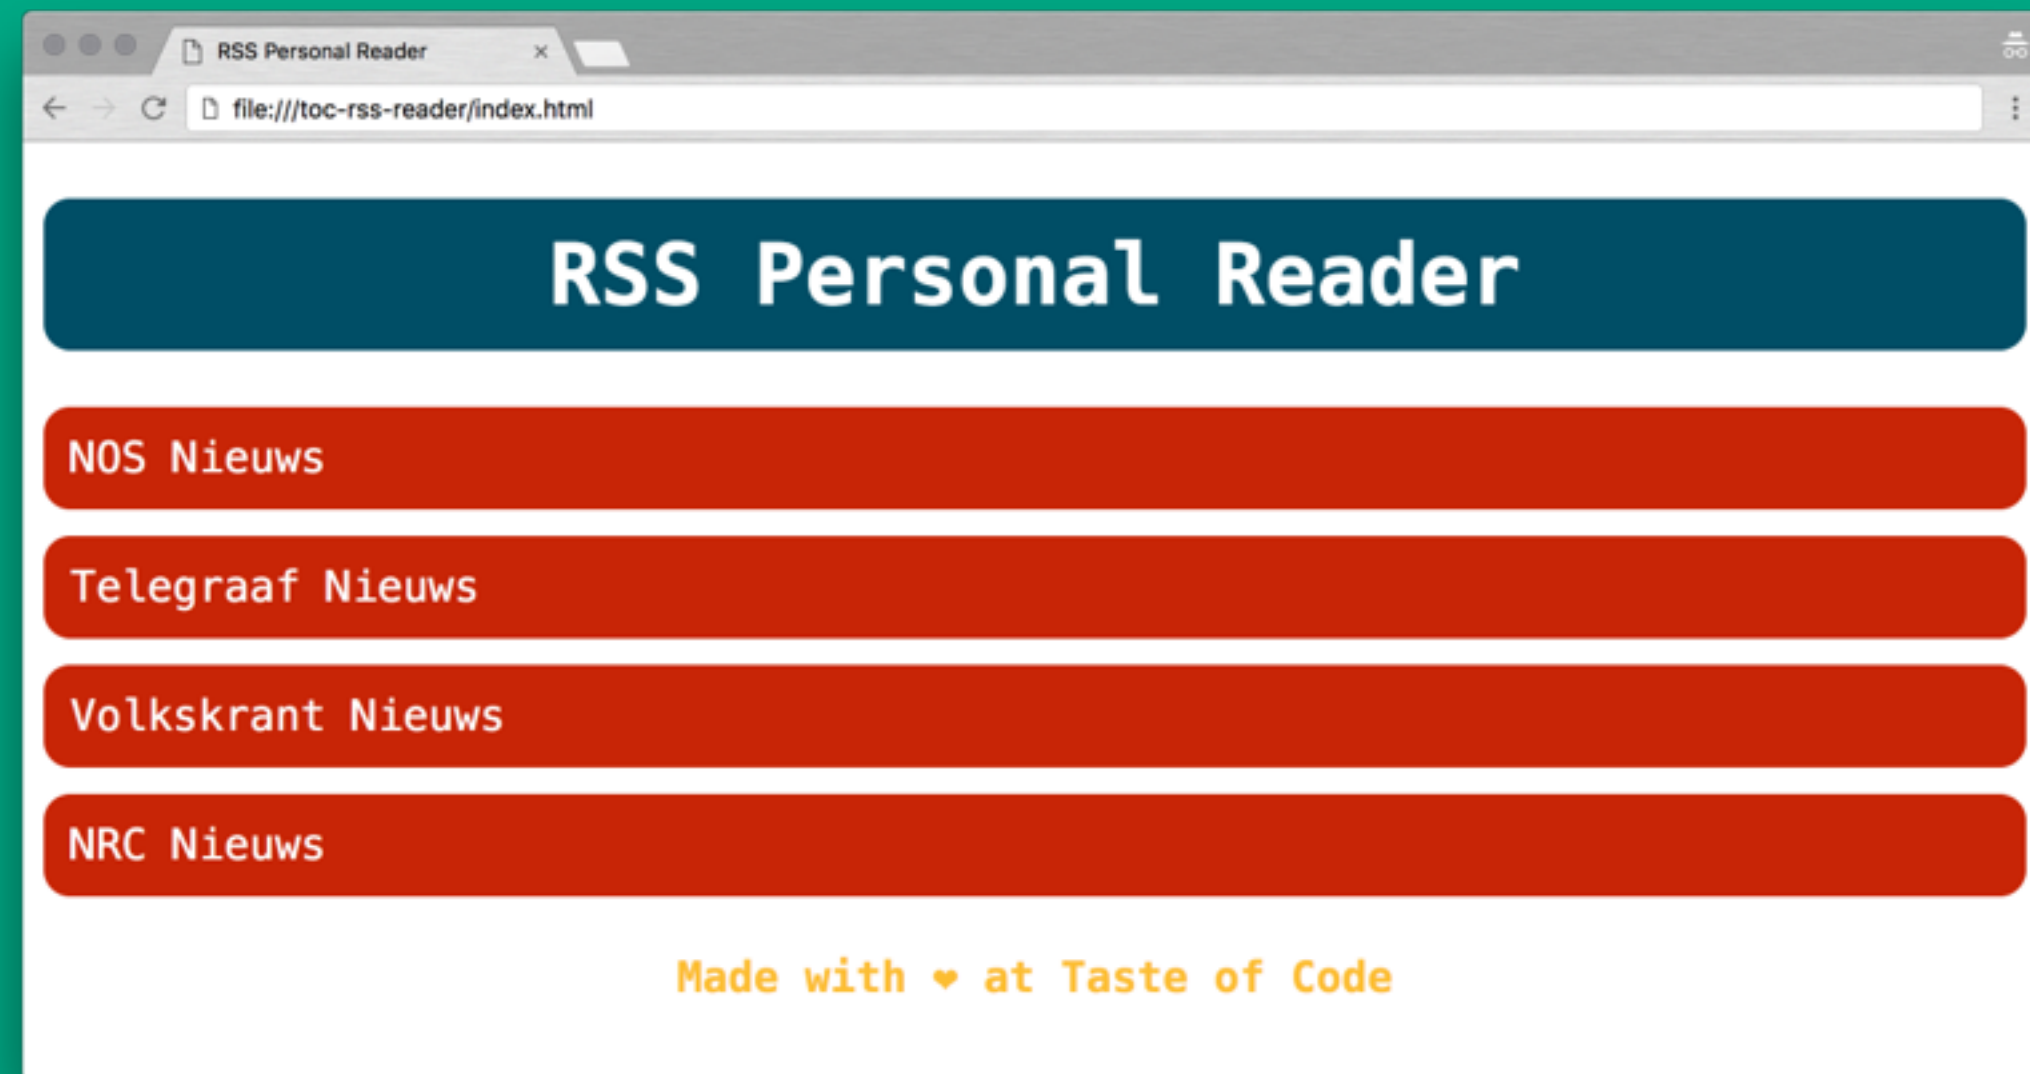 RSS Personal Reader
file:///toc-rss-reader/index.html
RSS Personal Reader
NOS Nieuws
Telegraaf Nieuws
Volkskrant Nieuws
NRC Nieuws
Made with ❤ at Taste of Code